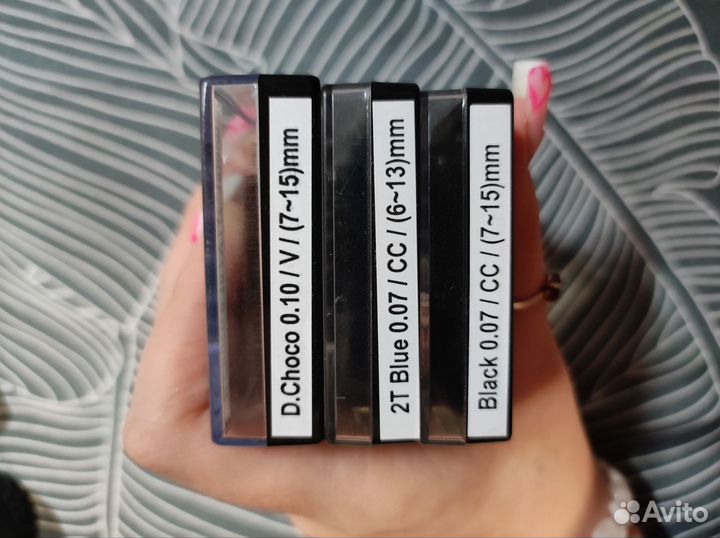 D.Choco 0.10 / V / (7~15)mm
2T Blue 0.07 / CC / (6~13)mm
Black 0.07 / CC / (7~15)mm
Avito